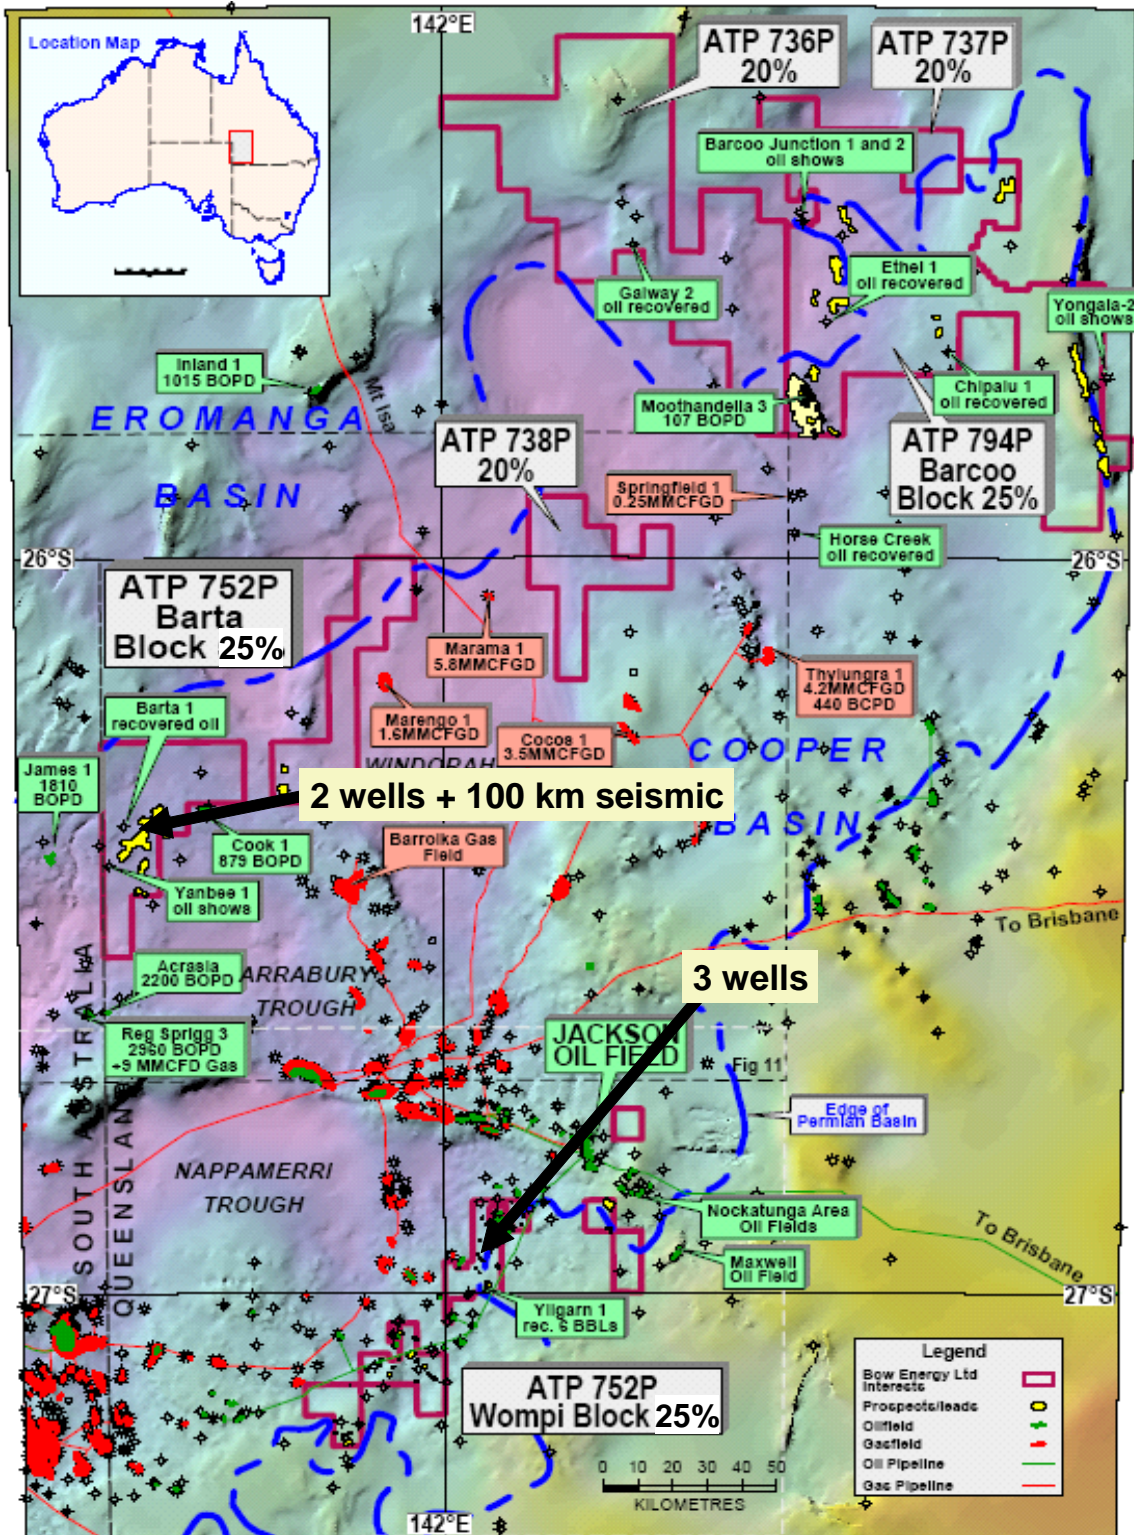 142°E
Location Map
ATP 736P
20%
ATP 737P
20%
Barcoo Junction 1 and 2
oil shows
Ethel 1
oil recovered
Galway 2
oil recovered
Yongala-2
oil shows
Inland 1
1015 BOPD
Mt Isa
Chipalu 1
oil recovered
Moothandella 3
107 BOPD
EROMANGA
BASIN
ATP 738P
20%
ATP 794P
Barcoo
Block 25%
Springfield 1
0.25MMCFGD
Horse Creek
oil recovered
26°S
26°S
ATP 752P
Barta
Block 25%
Marama 1
5.8MMCFGD
Thylungra 1
4.2MMCFGD
440 BCPD
Barta 1
recovered oil
Marengo 1
1.6MMCFGD
Cocos 1
3.5MMCFGD
COOPER
BASIN
WINDORAH
James 1
1810
BOPD
2 wells + 100 km seismic
Cook 1
879 BOPD
Barrolka Gas
Field
Yanbee 1
oil shows
To Brisbane
3 wells
Acrasia
2200 BOPD
ARRABURY
TROUGH
Reg Sprigg 3
2960 BOPD
+9 MMCFD Gas
JACKSON
OIL FIELD
Fig 11
Edge of
Permian Basin
SOUTH AUSTRALIA
QUEENSLAND
NAPPAMERRI
TROUGH
Nockatunga Area
Oil Fields
To Brisbane
Maxwell
Oil Field
27°S
27°S
Yilgarn 1
rec. 6 BBLs
ATP 752P
Wompi Block 25%
Legend
Bow Energy Ltd
Interests
Prospects/leads
Oilfield
Gasfield
Oil Pipeline
Gas Pipeline
0 10 20 30 40 50
KILOMETRES
142°E